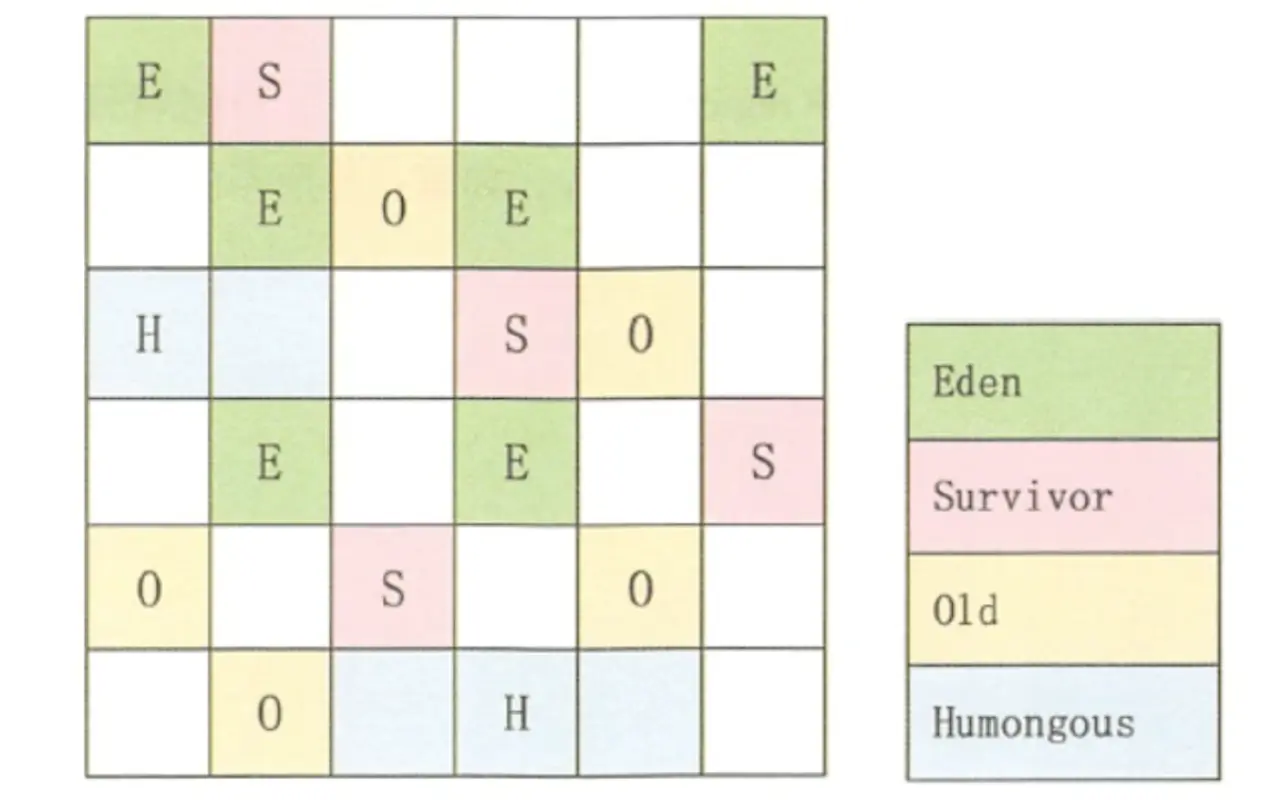 E S E
E O E
H S O
E E S
O S O
O H
Eden
Survivor
Old
Humongous